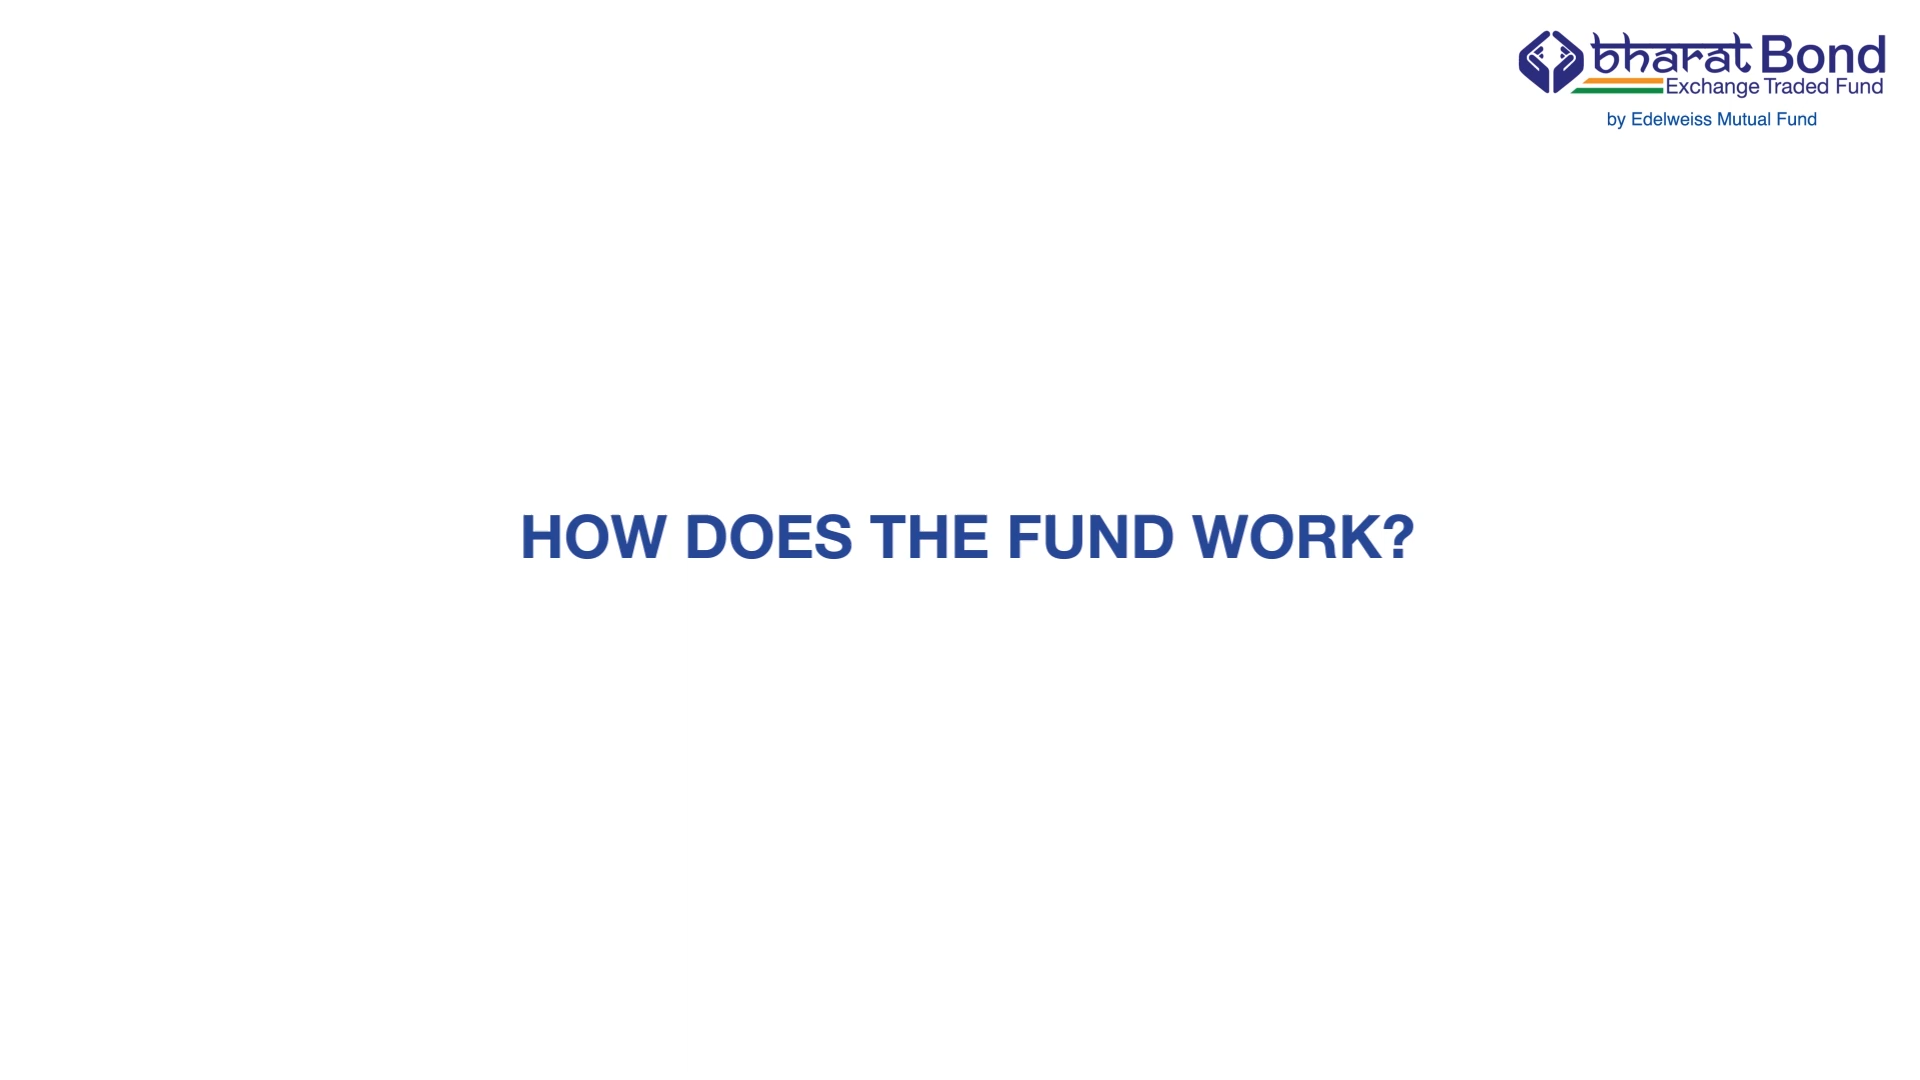 bharat Bond
Exchange Traded Fund
by Edelweiss Mutual Fund
HOW DOES THE FUND WORK?